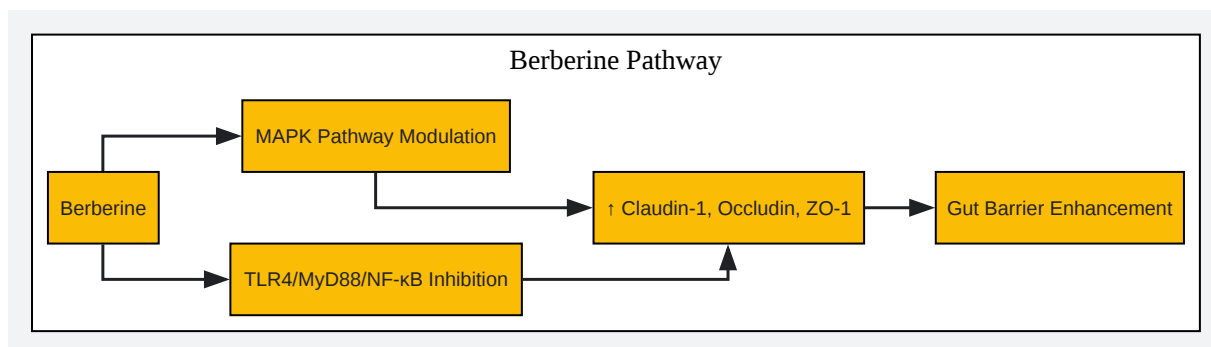 Berberine Pathway
MAPK Pathway Modulation
Berberine
↑ Claudin-1, Occludin, ZO-1
Gut Barrier Enhancement
TLR4/MyD88/NF-κB Inhibition